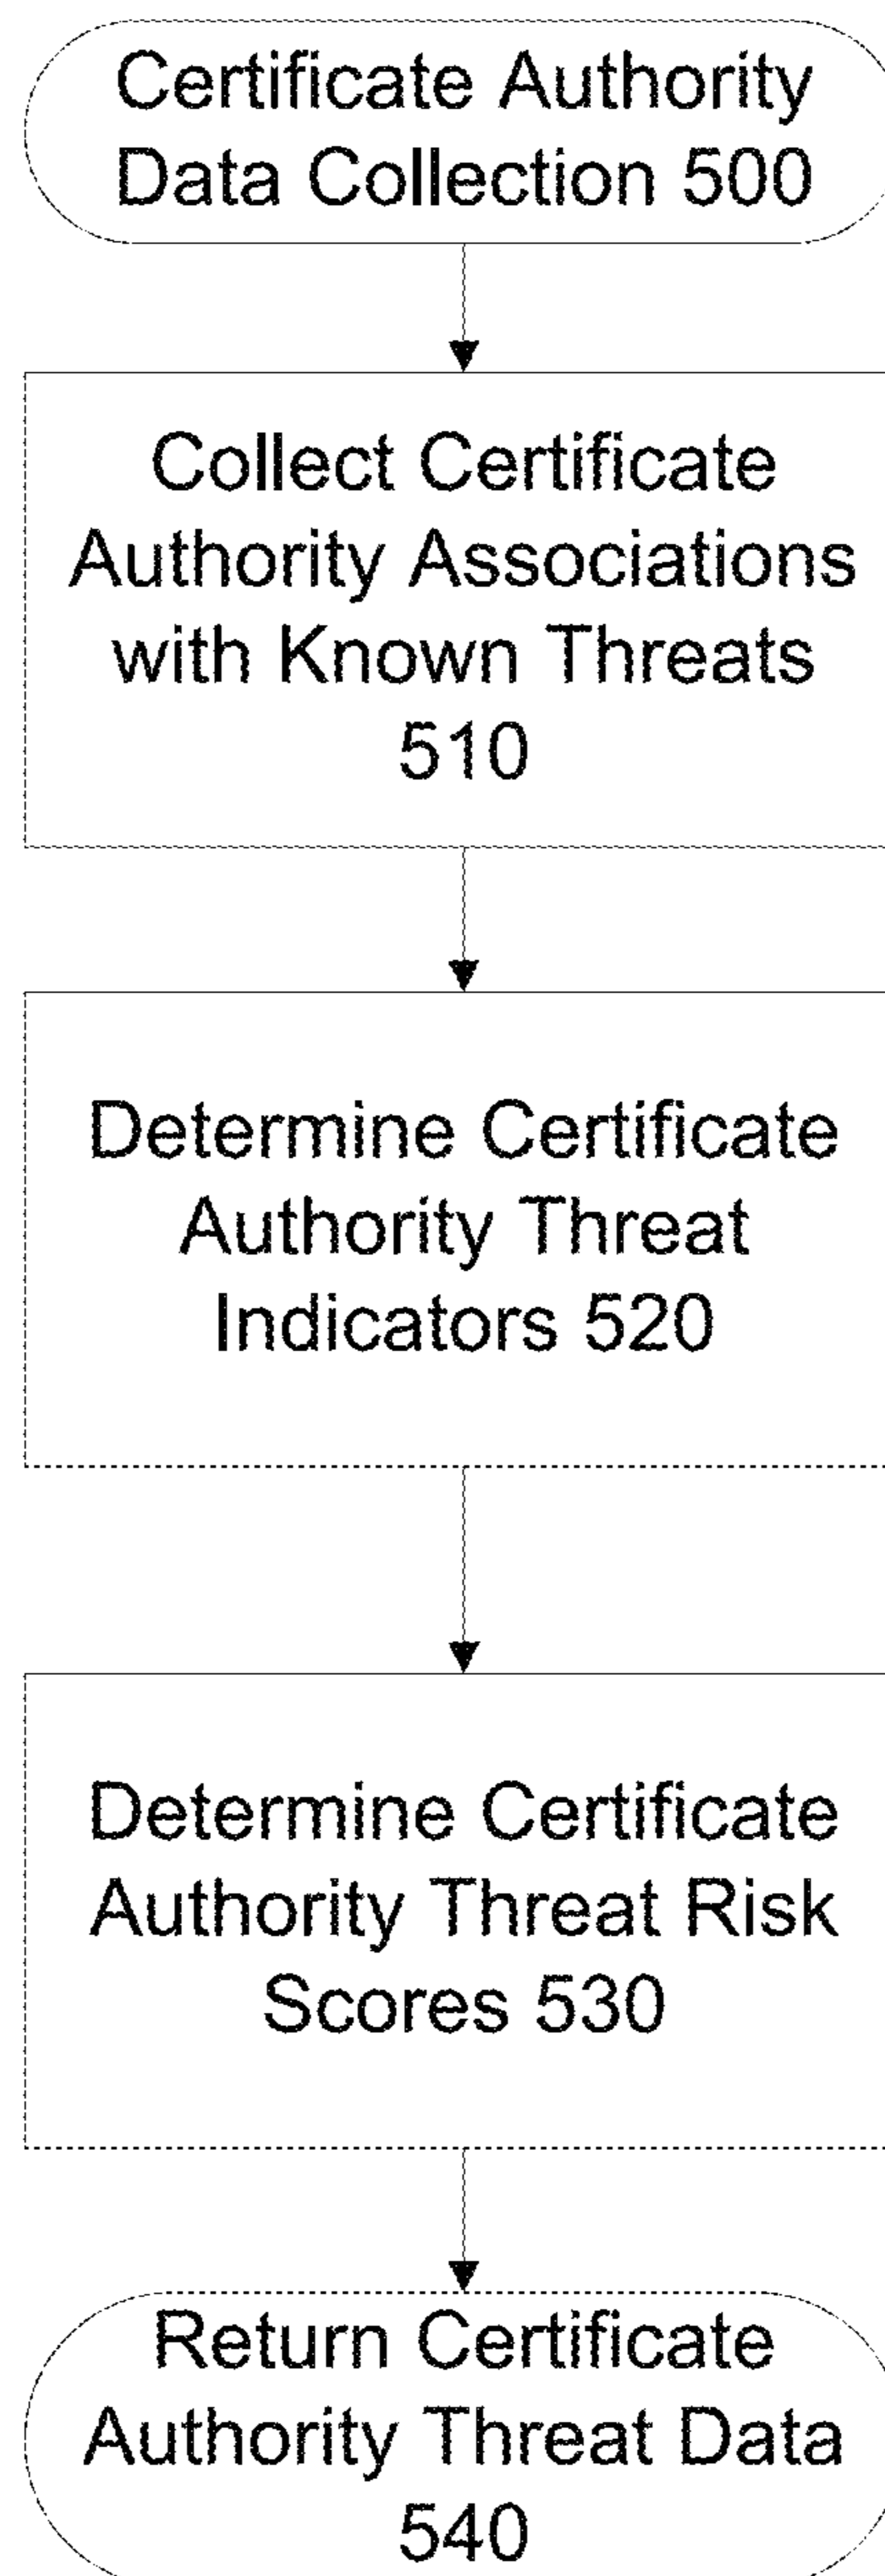 Certificate Authority
Data Collection 500
Collect Certificate
Authority Associations
with Known Threats
510
Determine Certificate
Authority Threat
Indicators 520
Determine Certificate
Authority Threat Risk
Scores 530
Return Certificate
Authority Threat Data
540